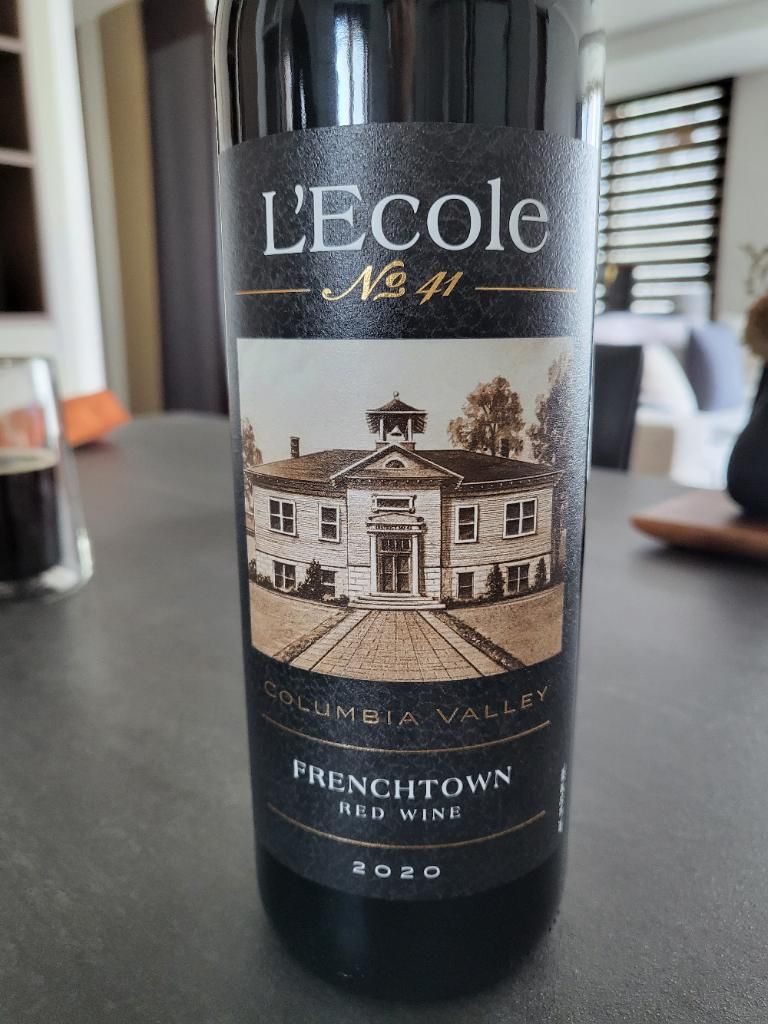 L'Ecole
No 41
COLUMBIA VALLEY
FRENCHTOWN
RED WINE
2020